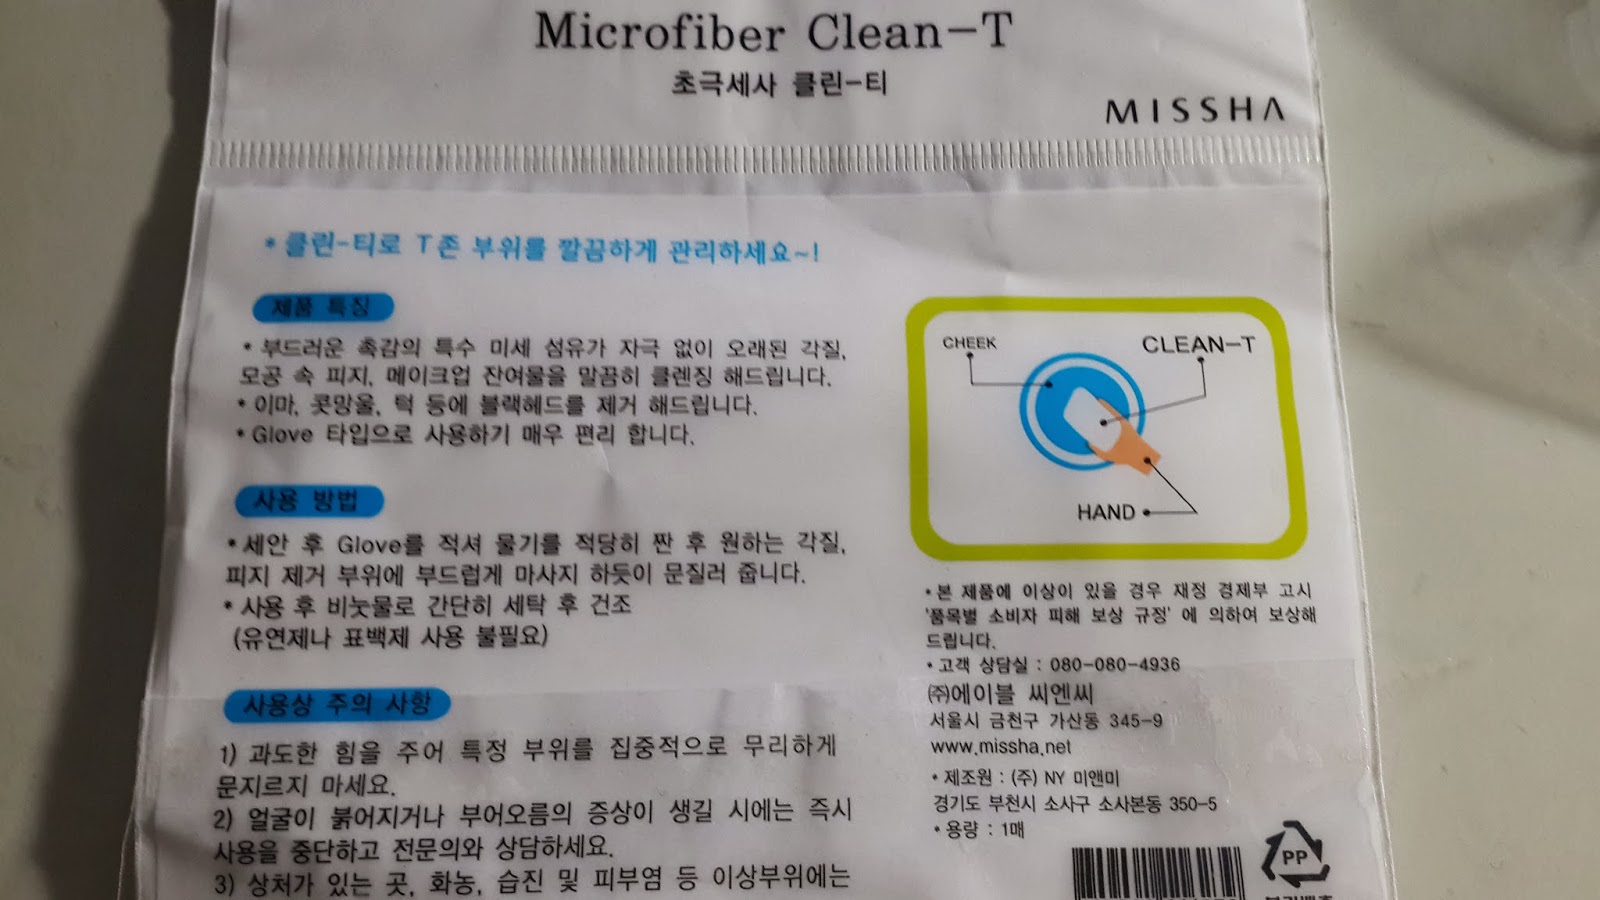 Microfiber Clean-T
초극세사 클린-티
MISSHA
* 클린-티로 T존 부위를 깔끔하게 관리하세요~!
제품 특징
• 부드러운 촉감의 특수 미세 섬유가 자극 없이 오래된 각질,
모공 속 피지, 메이크업 잔여물을 말끔히 클렌징 해드립니다.
• 이마, 콧망울, 턱 등에 블랙헤드를 제거 해드립니다.
• Glove 타입으로 사용하기 매우 편리 합니다.
사용 방법
• 세안 후 Glove를 적셔 물기를 적당히 짠 후 원하는 각질,
피지 제거 부위에 부드럽게 마사지 하듯이 문질러 줍니다.
• 사용 후 비눗물로 간단히 세탁 후 건조
(유연제나 표백제 사용 불필요)
사용상 주의 사항
1) 과도한 힘을 주어 특정 부위를 집중적으로 무리하게
문지르지 마세요.
2) 얼굴이 붉어지거나 부어오름의 증상이 생길 시에는 즉시
사용을 중단하고 전문의와 상담하세요.
3) 상처가 있는 곳, 화농, 습진 및 피부염 등 이상부위에는
CHEEK
CLEAN-T
HAND
• 본 제품에 이상이 있을 경우 재정 경제부 고시
'품목별 소비자 피해 보상 규정' 에 의하여 보상해
드립니다.
• 고객 상담실 : 080-080-4936
㈜에이블 씨엔씨
서울시 금천구 가산동 345-9
www.missha.net
• 제조원 : (주) NY 미앤미
경기도 부천시 소사구 소사본동 350-5
• 용량 : 1매
PP